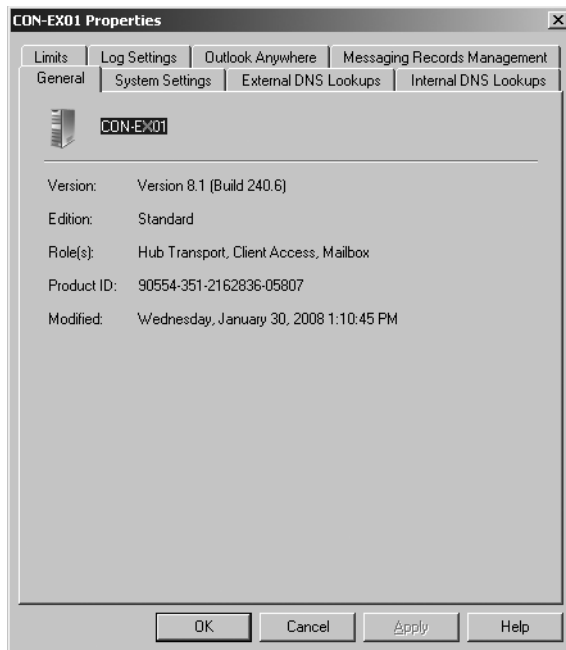 CON-EX01 Properties
Limits Log Settings Outlook Anywhere Messaging Records Management
General System Settings External DNS Lookups Internal DNS Lookups
CON-EX01
Version: Version 8.1 (Build 240.6)
Edition: Standard
Role(s): Hub Transport, Client Access, Mailbox
Product ID: 90554-351-2162836-05807
Modified: Wednesday, January 30, 2008 1:10:45 PM
OK Cancel Apply Help